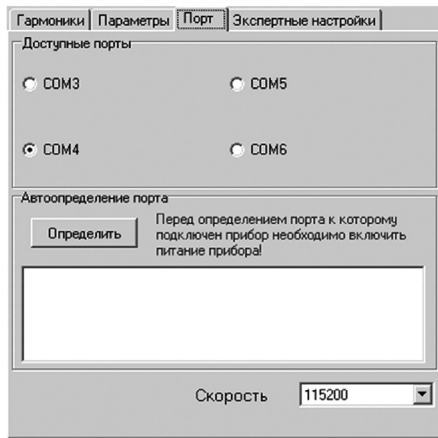 Гармоники Параметры Порт Экспертные настройки
Доступные порты
COM3 COM5
COM4 COM6
Автоопределение порта
Определить
Перед определением порта к которому
подключен прибор необходимо включить
питание прибора!
Скорость 115200